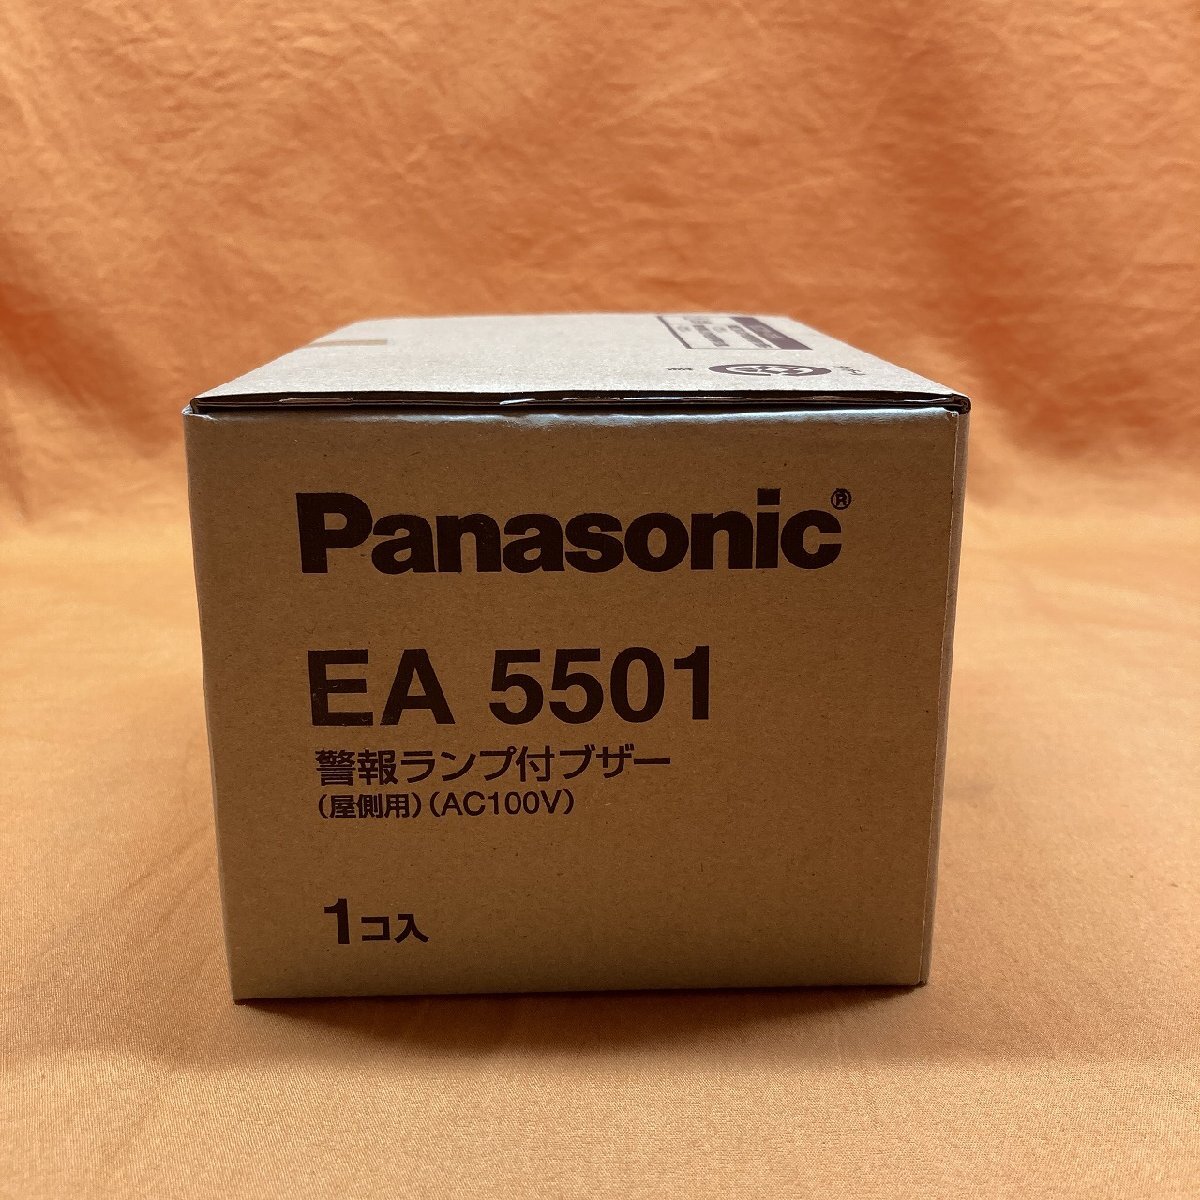 Panasonic®
EA 5501
警報ランプ付ブザー
(屋側用)(AC100V)
1コ入